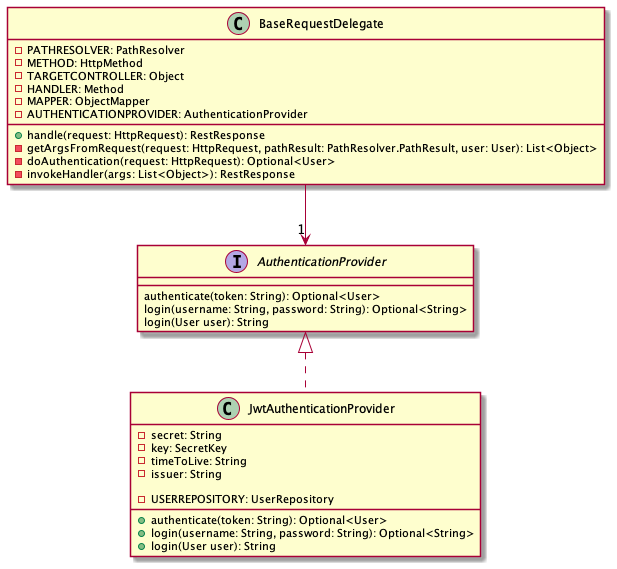 C BaseRequestDelegate
PATHRESOLVER: PathResolver
METHOD: HttpMethod
TARGETCONTROLLER: Object
HANDLER: Method
MAPPER: ObjectMapper
AUTHENTICATIONPROVIDER: AuthenticationProvider
handle(request: HttpRequest): RestResponse
getArgsFromRequest(request: HttpRequest, pathResult: PathResolver.PathResult, user: User): List<Object>
doAuthentication(request: HttpRequest): Optional<User>
invokeHandler(args: List<Object>): RestResponse
1
I AuthenticationProvider
authenticate(token: String): Optional<User>
login(username: String, password: String): Optional<String>
login(User user): String
C JwtAuthenticationProvider
secret: String
key: SecretKey
timeToLive: String
issuer: String
USERREPOSITORY: UserRepository
authenticate(token: String): Optional<User>
login(username: String, password: String): Optional<String>
login(User user): String